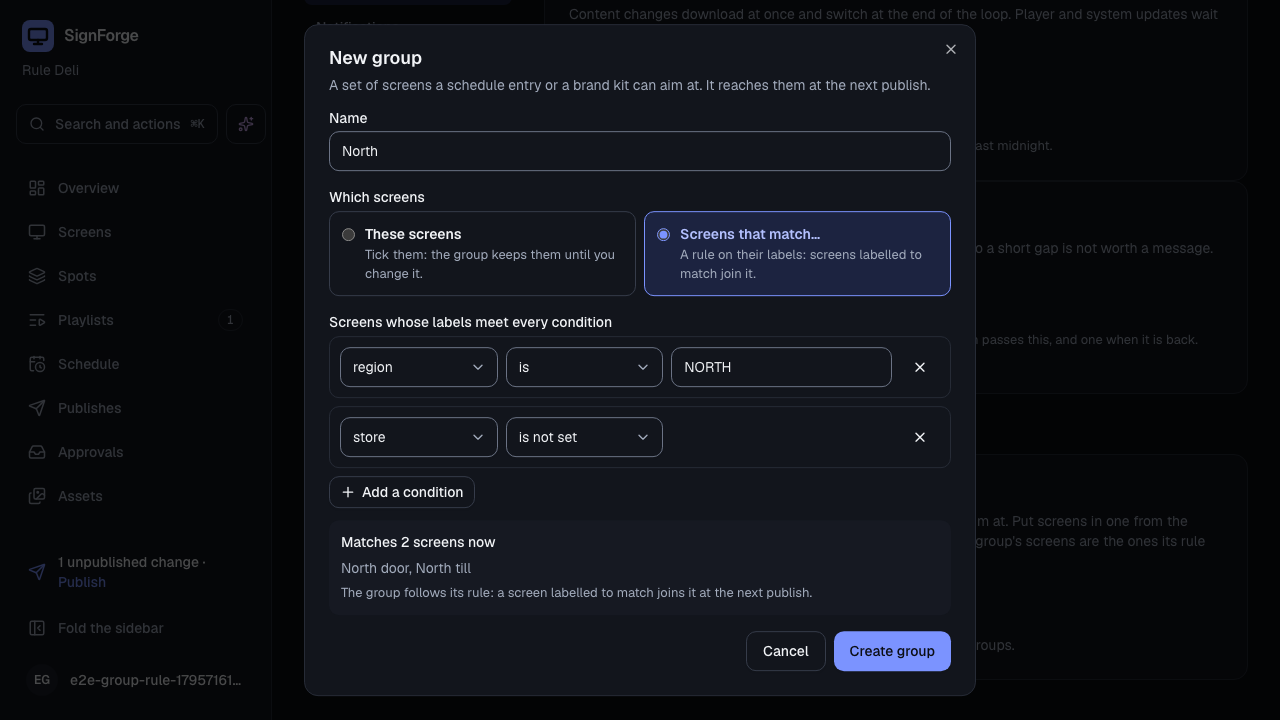 SignForge
Rule Deli
Search and actions ⌘K
Overview
Screens
Spots
Playlists 1
Schedule
Publishes
Approvals
Assets
1 unpublished change ·
Publish
Fold the sidebar
EG e2e-group-rule-17957161...
Content changes download at once and switch at the end of the loop. Player and system updates wait
ast midnight.
o a short gap is not worth a message.
passes this, and one when it is back.
m at. Put screens in one from the
group's screens are the ones its rule
roups.
New group
A set of screens a schedule entry or a brand kit can aim at. It reaches them at the next publish.
Name
North
Which screens
These screens
Tick them: the group keeps them until you
change it.
Screens that match...
A rule on their labels: screens labelled to
match join it.
Screens whose labels meet every condition
region is NORTH
store is not set
Add a condition
Matches 2 screens now
North door, North till
The group follows its rule: a screen labelled to match joins it at the next publish.
Cancel Create group